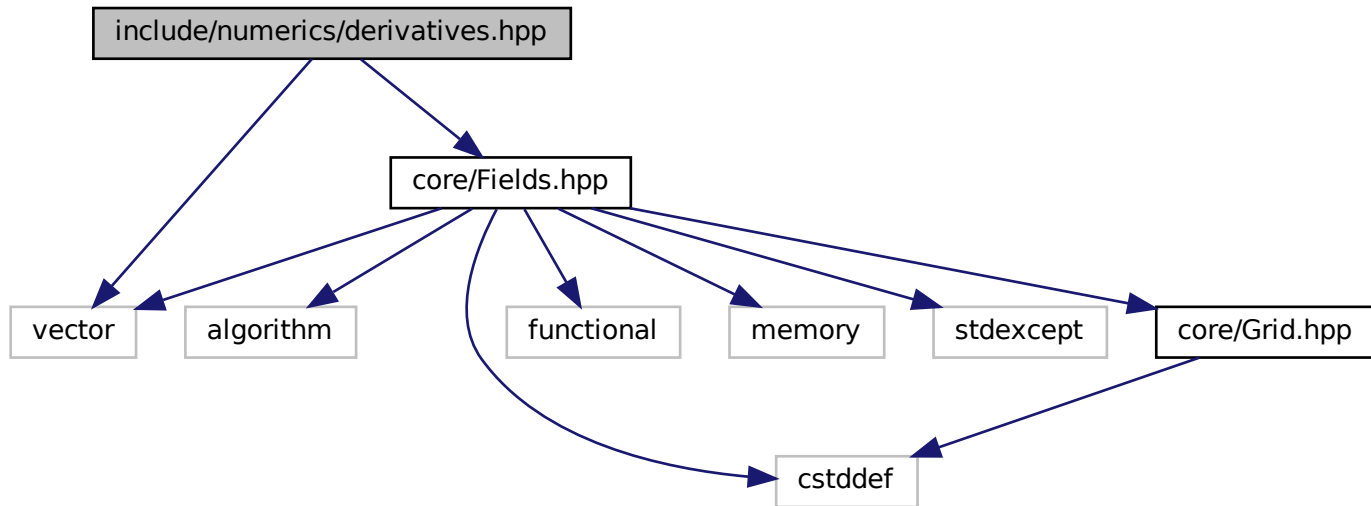 include/numerics/derivatives.hpp
core/Fields.hpp
vector
algorithm
functional
memory
stdexcept
core/Grid.hpp
cstddef